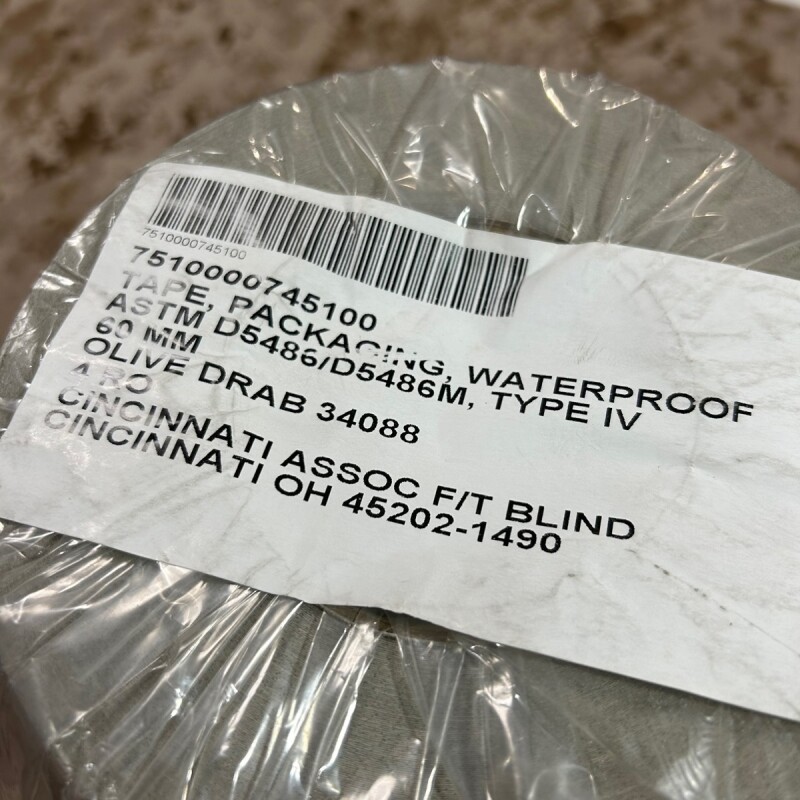 7510000745100
7510000745100
TAPE, PACKAGING, WATERPROOF
ASTM D5486/D5486M, TYPE IV
60 MM
OLIVE DRAB 34088
RO
CINCINNATI ASSOC F/T BLIND
CINCINNATI OH 45202-1490